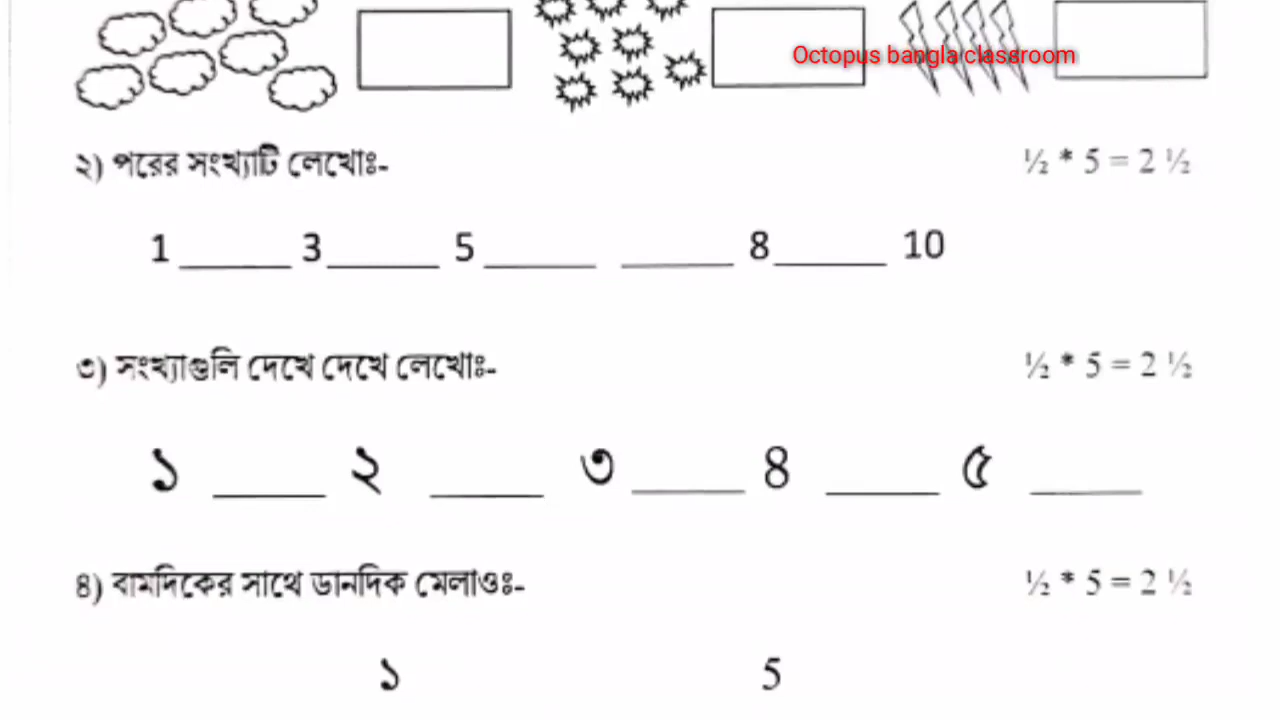 Octopus bangla classroom
২) পরের সংখ্যাটি লেখোঃ- ½ * 5 = 2 ½
1 ______ 3 ______ 5 ______ ______ 8 ______ 10
৩) সংখ্যাগুলি দেখে দেখে লেখোঃ- ½ * 5 = 2 ½
১ ______ ২ ______ ৩ ______ ৪ ______ ৫ ______
৪) বামদিকের সাথে ডানদিক মেলাওঃ- ½ * 5 = 2 ½
১ 5